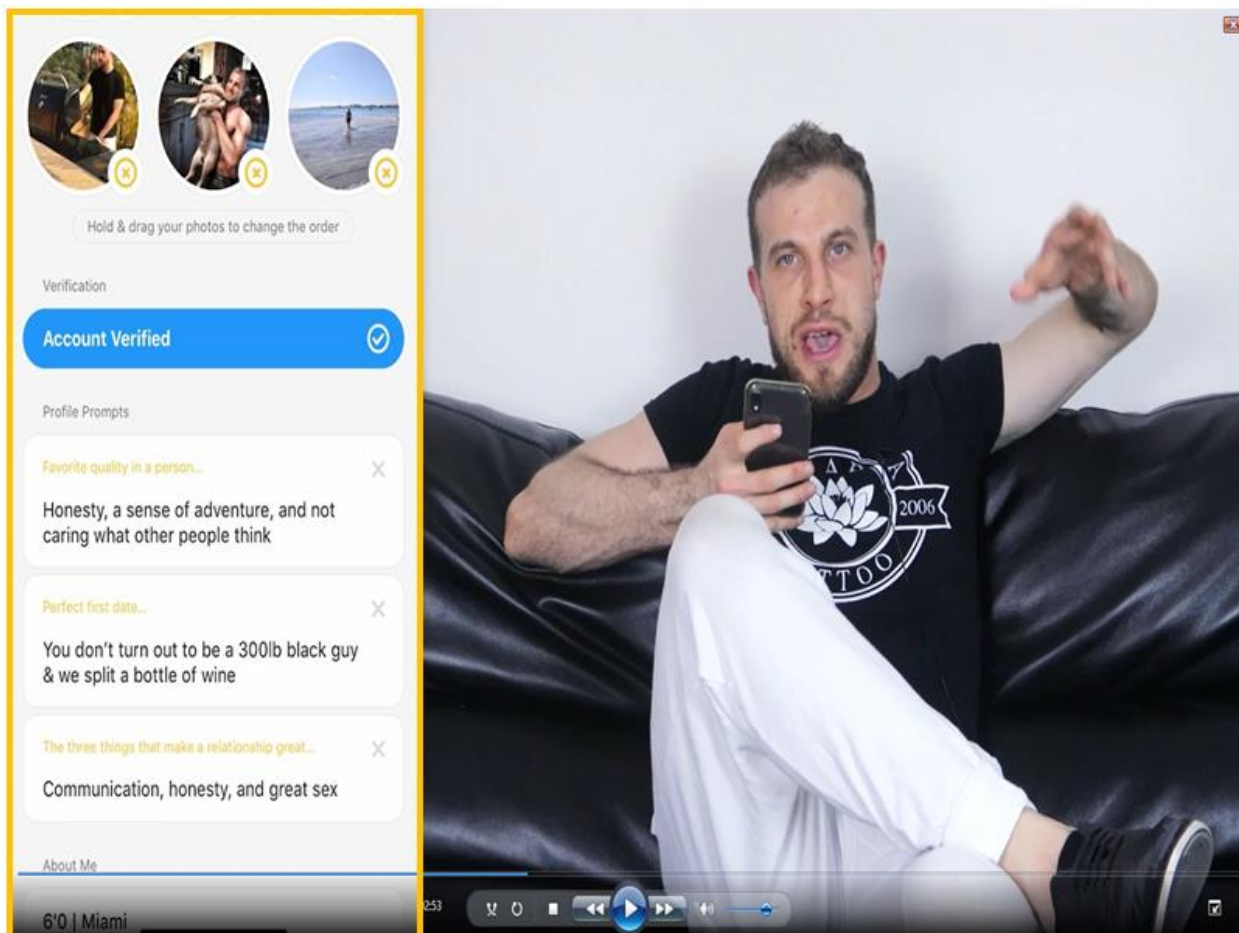 Hold & drag your photos to change the order
Verification
Account Verified
Profile Prompts
Favorite quality in a person...
Honesty, a sense of adventure, and not
caring what other people think
Perfect first date...
You don't turn out to be a 300lb black guy
& we split a bottle of wine
The three things that make a relationship great...
Communication, honesty, and great sex
About Me
6'0 | Miami
2006
02:53